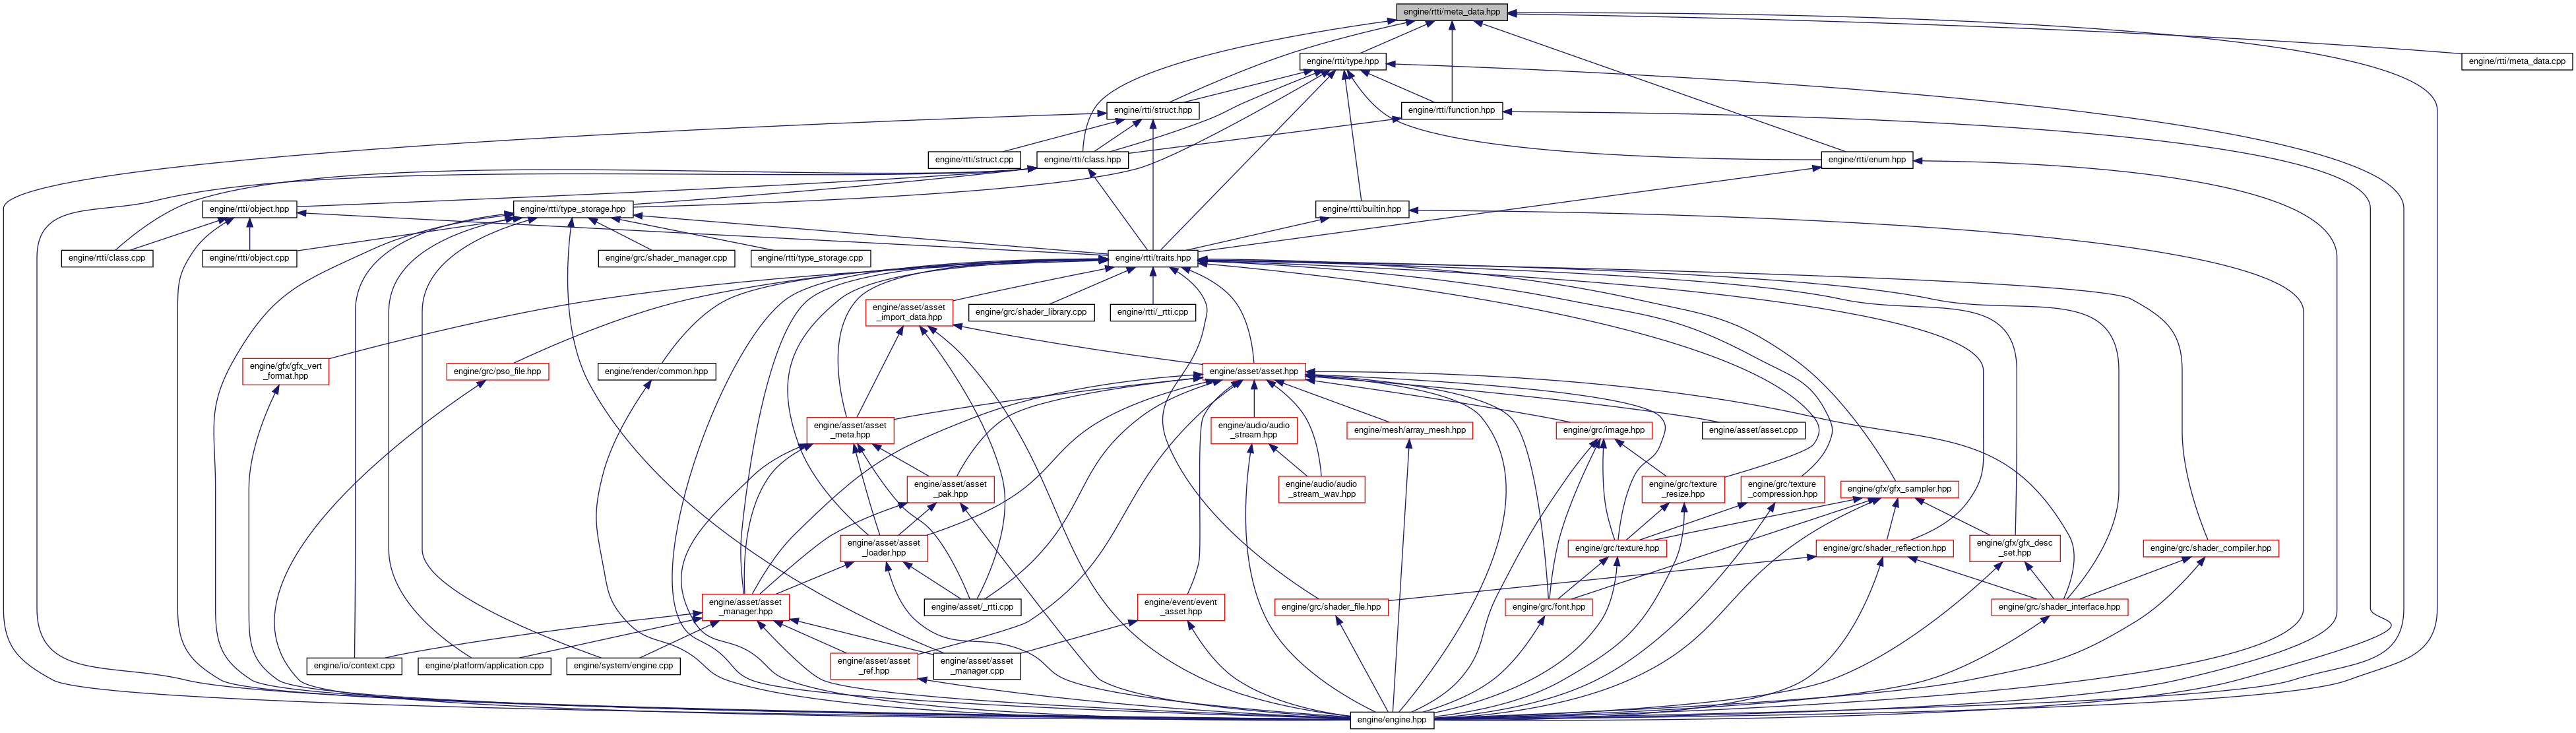 engine/rtti/meta_data.hpp
engine/rtti/type.hpp
engine/rtti/meta_data.cpp
engine/rtti/struct.hpp
engine/rtti/function.hpp
engine/rtti/struct.cpp
engine/rtti/class.hpp
engine/rtti/enum.hpp
engine/rtti/object.hpp
engine/rtti/type_storage.hpp
engine/rtti/builtin.hpp
engine/rtti/class.cpp
engine/rtti/object.cpp
engine/grc/shader_manager.cpp
engine/rtti/type_storage.cpp
engine/rtti/traits.hpp
engine/asset/asset
_import_data.hpp
engine/grc/shader_library.cpp
engine/rtti/_rtti.cpp
engine/gfx/gfx_vert
_format.hpp
engine/grc/pso_file.hpp
engine/render/common.hpp
engine/asset/asset.hpp
engine/asset/asset
_meta.hpp
engine/audio/audio
_stream.hpp
engine/mesh/array_mesh.hpp
engine/grc/image.hpp
engine/asset/asset.cpp
engine/asset/asset
_pak.hpp
engine/audio/audio
_stream_wav.hpp
engine/grc/texture
_resize.hpp
engine/grc/texture
_compression.hpp
engine/gfx/gfx_sampler.hpp
engine/asset/asset
_loader.hpp
engine/grc/texture.hpp
engine/grc/shader_reflection.hpp
engine/gfx/gfx_desc
_set.hpp
engine/grc/shader_compiler.hpp
engine/asset/asset
_manager.hpp
engine/asset/_rtti.cpp
engine/event/event
_asset.hpp
engine/grc/shader_file.hpp
engine/grc/font.hpp
engine/grc/shader_interface.hpp
engine/io/context.cpp
engine/platform/application.cpp
engine/system/engine.cpp
engine/asset/asset
_ref.hpp
engine/asset/asset
_manager.cpp
engine/engine.hpp